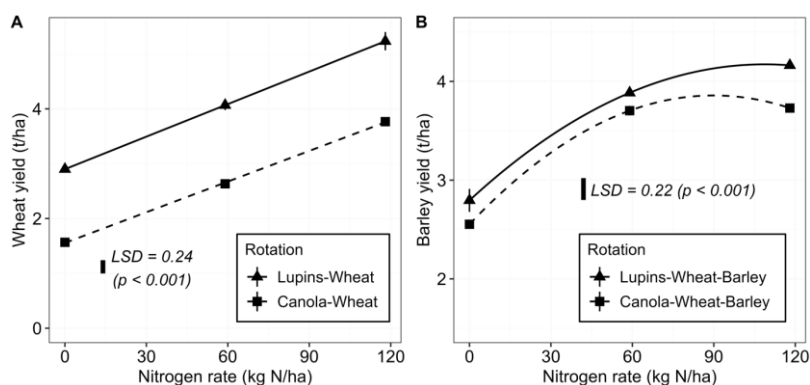 A
Wheat yield (t/ha)
4
2
0
LSD = 0.24
(p < 0.001)
Rotation
Lupins-Wheat
Canola-Wheat
0 30 60 90 120
Nitrogen rate (kg N/ha)
B
Barley yield (t/ha)
4
3
2
LSD = 0.22 (p < 0.001)
Rotation
Lupins-Wheat-Barley
Canola-Wheat-Barley
0 30 60 90 120
Nitrogen rate (kg N/ha)